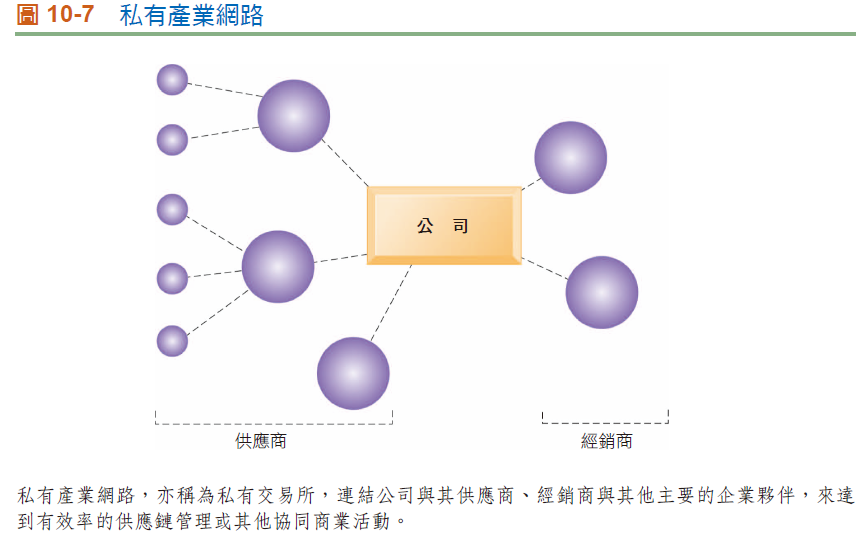 圖 10-7 私有產業網路
公 司
供應商
經銷商
私有產業網路，亦稱為私有交易所，連結公司與其供應商、經銷商與其他主要的企業夥伴，來達
到有效率的供應鏈管理或其他協同商業活動。